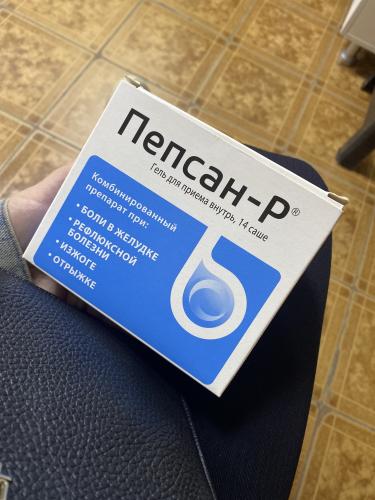 Пепсан-Р®
Гель для приема внутрь, 14 саше
Комбинированный
препарат при:
• БОЛИ В ЖЕЛУДКЕ
• РЕФЛЮКСНОЙ
БОЛЕЗНИ
• ИЗЖОГЕ
• ОТРЫЖКЕ